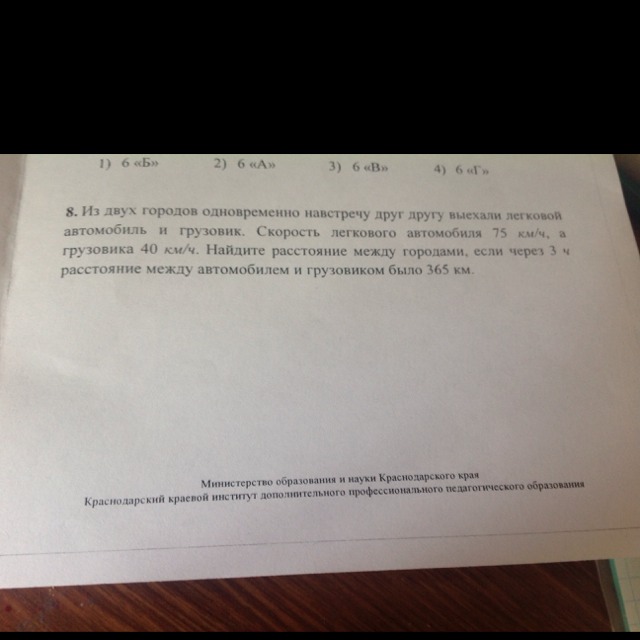 1) 6 «Б» 2) 6 «А» 3) 6 «В» 4) 6 «Г»
8. Из двух городов одновременно навстречу друг другу выехали легковой
автомобиль и грузовик. Скорость легкового автомобиля 75 км/ч, а
грузовика 40 км/ч. Найдите расстояние между городами, если через 3 ч
расстояние между автомобилем и грузовиком было 365 км.
Министерство образования и науки Краснодарского края
Краснодарский краевой институт дополнительного профессионального педагогического образования